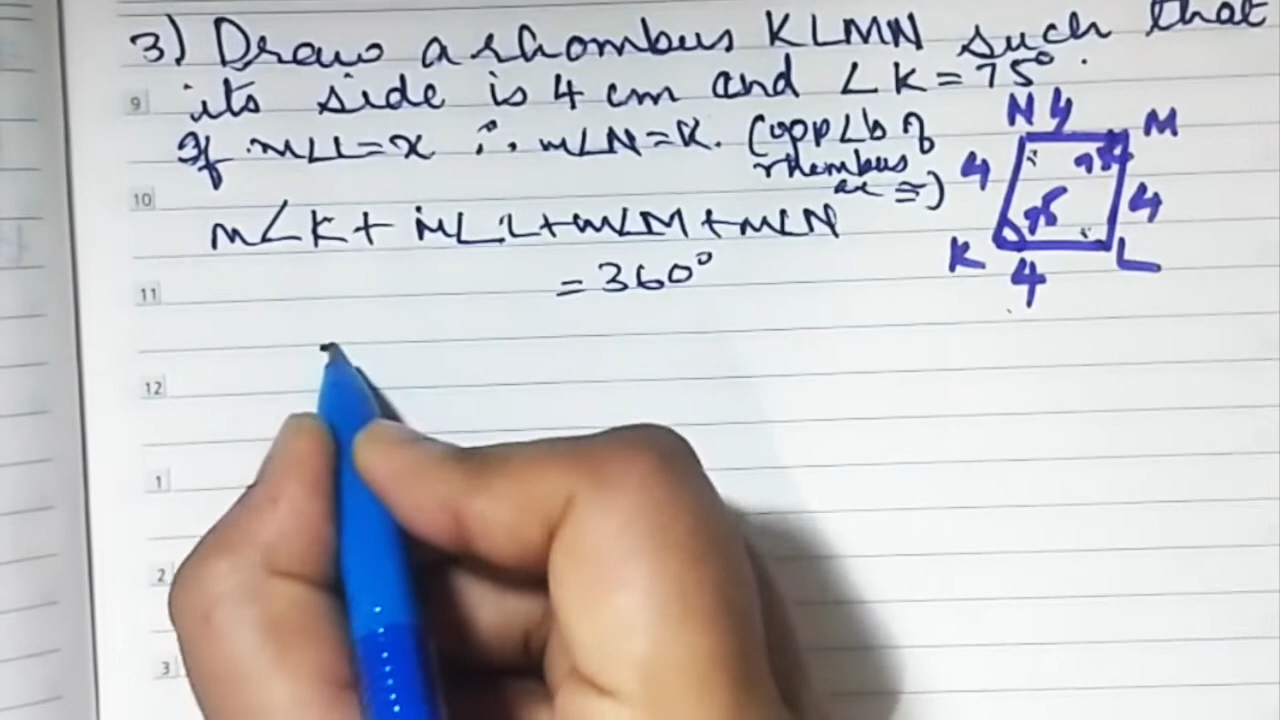 3) Draw a rhombus KLMN such that
its side is 4 cm and ∠K = 75°.
If m∠L = x ∴ m∠N = x. (opp ∠s of
rhombus
are ≅)
m∠K + m∠L + m∠M + m∠N
= 360°
N 4 M
4 75 4
75
K 4 L
9
10
11
12
1
2
3